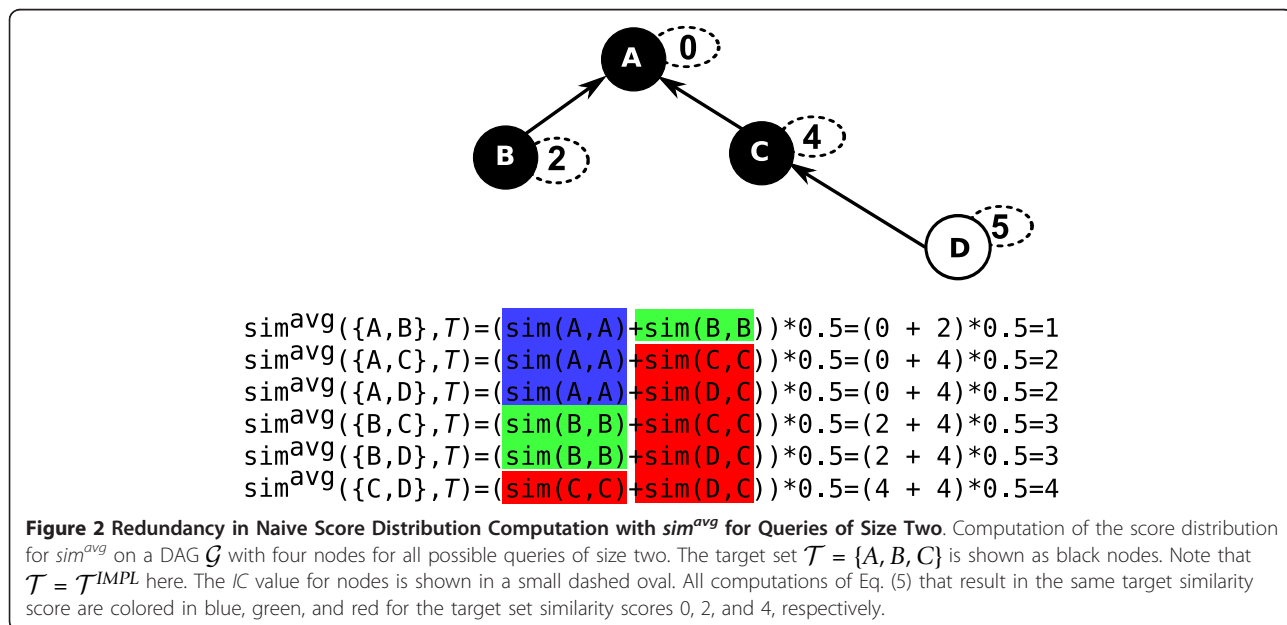 A
0
B
2
C
4
D
5
sim^avg({A,B},T)=(sim(A,A)+sim(B,B))*0.5=(0 + 2)*0.5=1
sim^avg({A,C},T)=(sim(A,A)+sim(C,C))*0.5=(0 + 4)*0.5=2
sim^avg({A,D},T)=(sim(A,A)+sim(D,C))*0.5=(0 + 4)*0.5=2
sim^avg({B,C},T)=(sim(B,B)+sim(C,C))*0.5=(2 + 4)*0.5=3
sim^avg({B,D},T)=(sim(B,B)+sim(D,C))*0.5=(2 + 4)*0.5=3
sim^avg({C,D},T)=(sim(C,C)+sim(D,C))*0.5=(4 + 4)*0.5=4
Figure 2 Redundancy in Naive Score Distribution Computation with sim^avg for Queries of Size Two. Computation of the score distribution
for sim^avg on a DAG 𝒢 with four nodes for all possible queries of size two. The target set 𝒯 = {A, B, C} is shown as black nodes. Note that
𝒯 = 𝒯^IMPL here. The IC value for nodes is shown in a small dashed oval. All computations of Eq. (5) that result in the same target similarity
score are colored in blue, green, and red for the target set similarity scores 0, 2, and 4, respectively.